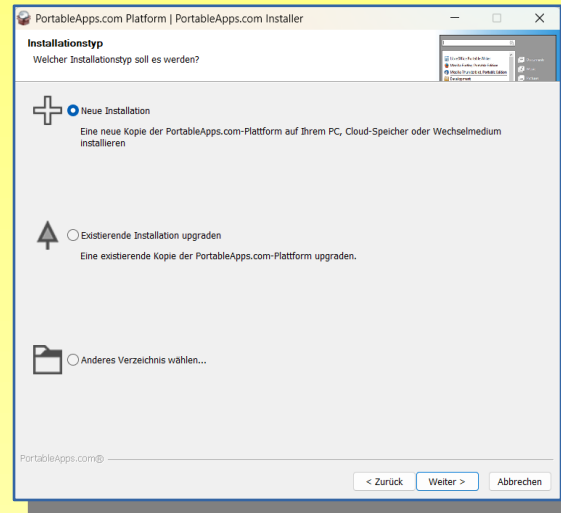 PortableApps.com Platform | PortableApps.com Installer
Installationstyp
Welcher Installationstyp soll es werden?
Neue Installation
Eine neue Kopie der PortableApps.com-Plattform auf Ihrem PC, Cloud-Speicher oder Wechselmedium
installieren
Existierende Installation upgraden
Eine existierende Kopie der PortableApps.com-Plattform upgraden.
Anderes Verzeichnis wählen...
PortableApps.com®
< Zurück
Weiter >
Abbrechen